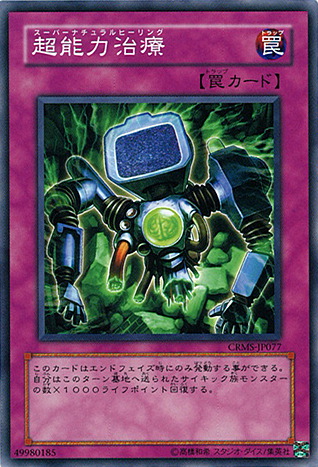 スーパーナチュラルヒーリング
超能力治療
トラップ
罠
トラップ
【罠カード】
CRMS-JP077
このカードはエンドフェイズ時にのみ発動する事ができる。
自分はこのターン墓地へ送られたサイキック族モンスター
の数×1000ライフポイント回復する。
49980185
©高橋和希 スタジオ・ダイス/集英社